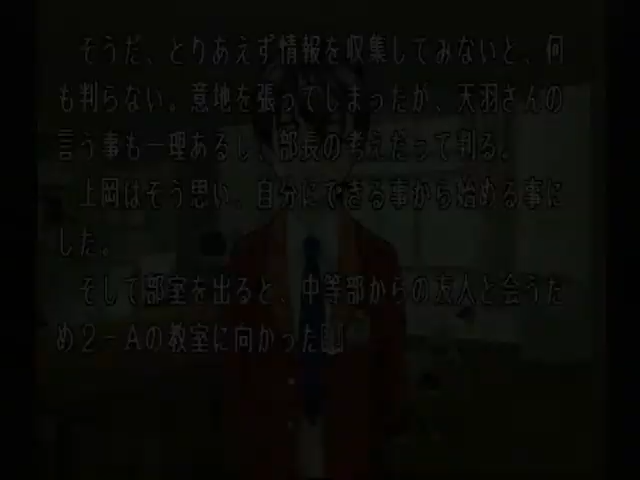 そうだ、とりあえず情報を収集してみないと、何
も判らない。意地を張ってしまったが、天羽さんの
言う事も一理あるし、部長の考えだって判る。
上岡はそう思い、自分にできる事から始める事に
した。
そして部室を出ると、中等部からの友人と会うた
め２－Ａの教室に向かった